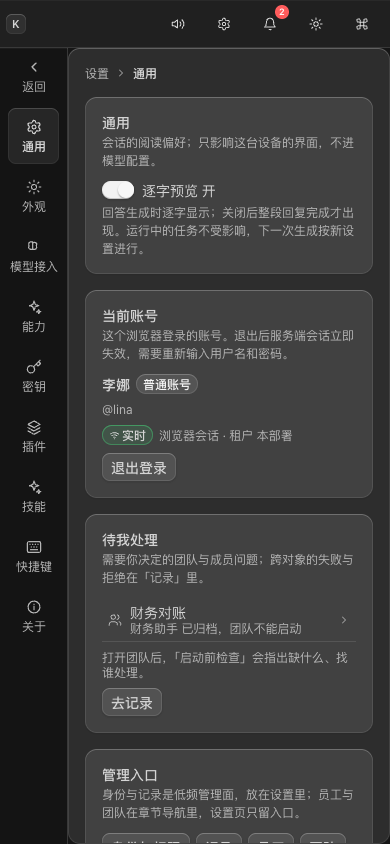 K
2
返回
通用
外观
模型接入
能力
密钥
插件
技能
快捷键
关于
设置 > 通用
通用
会话的阅读偏好；只影响这台设备的界面，不进
模型配置。
逐字预览 开
回答生成时逐字显示；关闭后整段回复完成才出
现。运行中的任务不受影响，下一次生成按新设
置进行。
当前账号
这个浏览器登录的账号。退出后服务端会话立即
失效，需要重新输入用户名和密码。
李娜 普通账号
@lina
实时 浏览器会话 · 租户 本部署
退出登录
待我处理
需要你决定的团队与成员问题；跨对象的失败与
拒绝在「记录」里。
财务对账
财务助手 已归档，团队不能启动
打开团队后，「启动前检查」会指出缺什么、找
谁处理。
去记录
管理入口
身份与记录是低频管理面，放在设置里；员工与
团队在章节导航里，设置页只留入口。